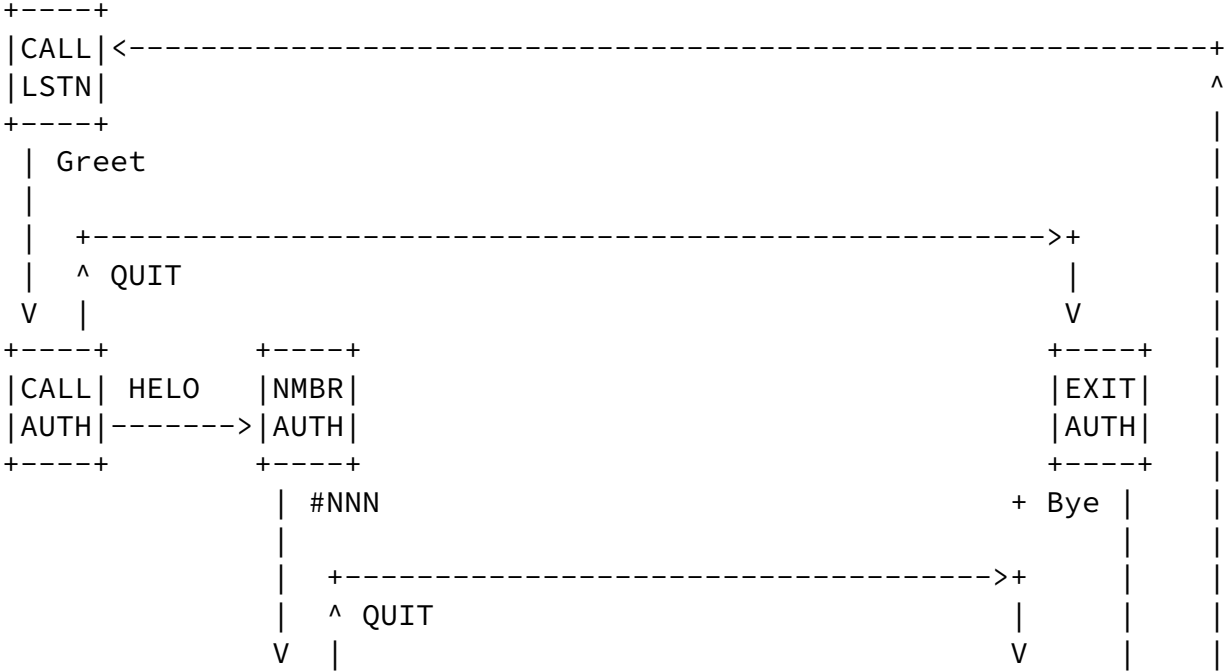 +----+
|CALL|<-------------------------------------------------------------+
|LSTN|                                                              ^
+----+                                                              |
 | Greet                                                            |
 |                                                                  |
 |  +------------------------------------------------------>+       |
 |  ^ QUIT                                                  |       |
 V  |                                                       V       |
+----+        +----+                                       +----+   |
|CALL| HELO   |NMBR|                                       |EXIT|   |
|AUTH|------->|AUTH|                                       |AUTH|   |
+----+        +----+                                       +----+   |
               | #NNN                                    + Bye |    |
               |                                               |    |
               |  +------------------------------------->+     |    |
               |  ^ QUIT                                 |     |    |
               V  |                                      V     |    |